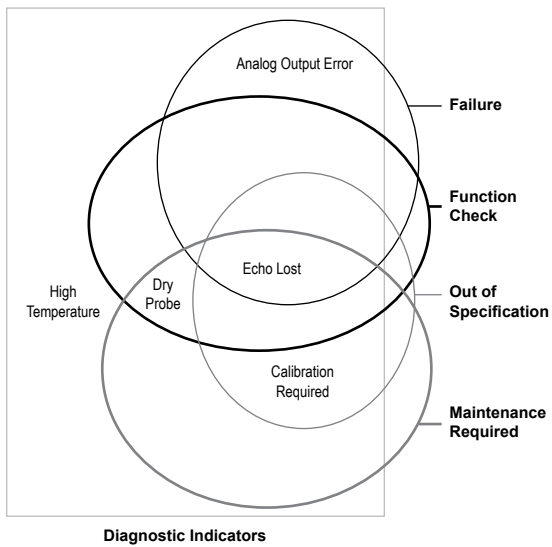 Analog Output Error
Failure
Function
Check
Echo Lost
High
Temperature
Dry
Probe
Out of
Specification
Calibration
Required
Maintenance
Required
Diagnostic Indicators